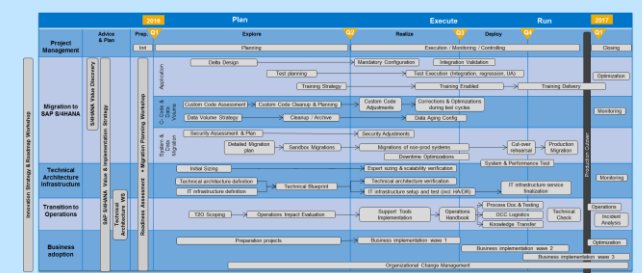 Plan
Execute
Run
Project
Management
Advice
& Plan
Prep.
2016
Q1
Explore
Q2
Realize
Q3
Deploy
Q4
2017
Q1
Init
Planning
Execution / Monitoring / Controlling
Closing
Migration to
SAP S/4HANA
Application
Delta Design
Mandatory Configuration
Integration Validation
Test planning
Test Execution (Integration, regression, UA)
Training Strategy
Training Enabled
Training Delivery
Optimization
C- Code &
Data
Volume
Custom Code Assessment
Custom Code Cleanup & Planning
Custom Code
Adjustments
Corrections & Optimizations
during test cycles
Data Volume Strategy
Cleanup / Archive
Data Aging Config
Monitoring
System &
Data
Migration
Security Assessment & Plan
Security Adjustments
Detailed Migration
plan
Sandbox Migrations
Migrations of non-prod systems
Cut-over
rehearsal
Production
Migration
Downtime Optimizations
System & Performance Test
Technical
Architecture
Infrastructure
Initial Sizing
Expert sizing & scalability verification
Technical architecture definition
Technical Blueprint
Technical architecture verification
IT infrastructure definition
IT infrastructure setup and test (incl. HA/DR)
IT infrastructure service
finalization
Monitoring
Transition to
Operations
T2O Scoping
Operations Impact Evaluation
Support Tools
Implementation
Operations
Handbook
Process Doc & Testing
OCC Logistics
Knowledge Transfer
Technical
Check
Operations
Incident
Analysis
Business
adoption
Preparation projects
Business implementation wave 1
Business implementation wave 2
Business implementation wave 3
Optimization
Organizational Change Management
Innovation Strategy & Roadmap Workshop
S/4HANA Value Discovery
SAP S/4HANA Value & Implementation Strategy
Technical
Architecture WS
Readiness Assessment + Migration Planning Workshop
Production Cutover